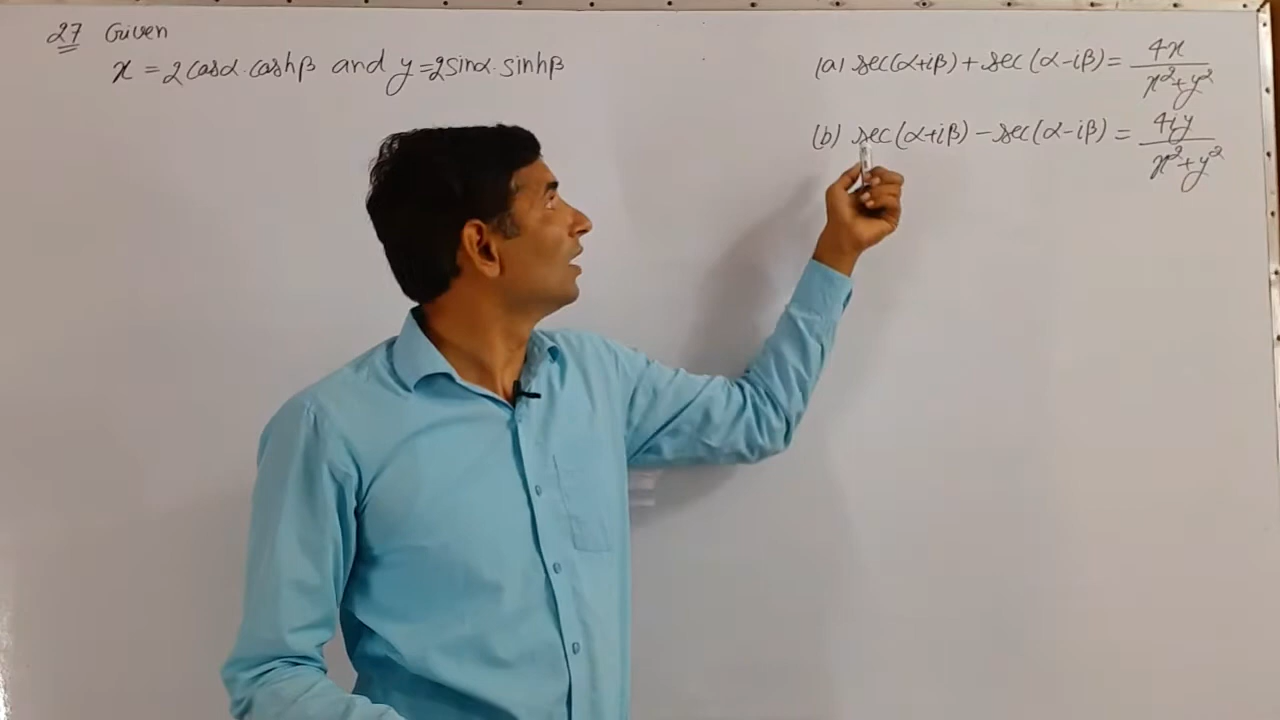 27 Given
x = 2cosα·coshβ and y=2sinα·sinhβ
(a) sec(α+iβ)+sec(α-iβ)= 4x/(x²+y²)
(b) sec(α+iβ)-sec(α-iβ) = 4iy/(x²+y²)